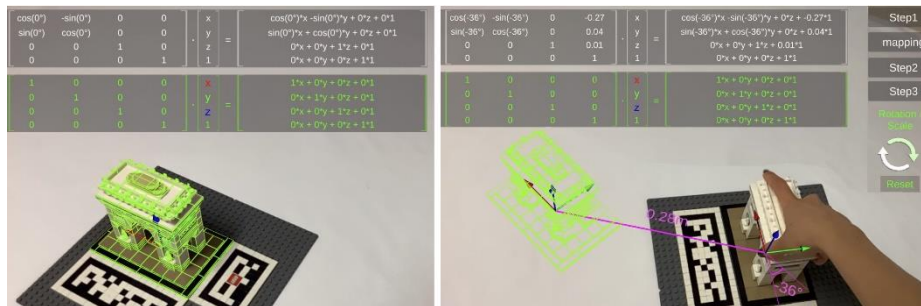 cos(0°) -sin(0°) 0 0 x cos(0°)*x -sin(0°)*y + 0*z + 0*1
sin(0°) cos(0°) 0 0 y sin(0°)*x + cos(0°)*y + 0*z + 0*1
0 0 1 0 · z = 0*x + 0*y + 1*z + 0*1
0 0 0 1 1 0*x + 0*y + 0*z + 1*1
1 0 0 0 x 1*x + 0*y + 0*z + 0*1
0 1 0 0 y 0*x + 1*y + 0*z + 0*1
0 0 1 0 · z = 0*x + 0*y + 1*z + 0*1
0 0 0 1 1 0*x + 0*y + 0*z + 1*1
cos(-36°) -sin(-36°) 0 -0.27 x cos(-36°)*x -sin(-36°)*y + 0*z + -0.27*1
sin(-36°) cos(-36°) 0 0.04 y sin(-36°)*x + cos(-36°)*y + 0*z + 0.04*1
0 0 1 0.01 · z = 0*x + 0*y + 1*z + 0.01*1
0 0 0 1 1 0*x + 0*y + 0*z + 1*1
1 0 0 0 x 1*x + 0*y + 0*z + 0*1
0 1 0 0 y 0*x + 1*y + 0*z + 0*1
0 0 1 0 · z = 0*x + 0*y + 1*z + 0*1
0 0 0 1 1 0*x + 0*y + 0*z + 1*1
Step1
mapping
Step2
Step3
Scale
Reset
0.28m
-36°